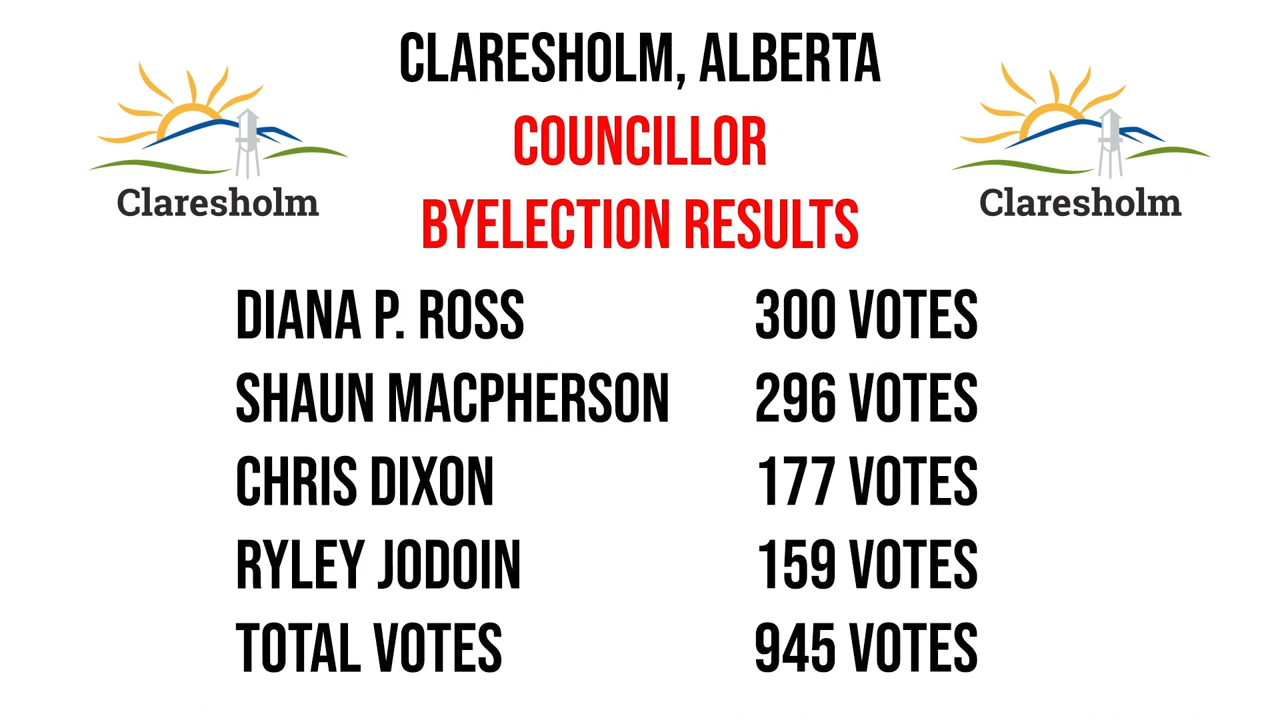 CLARESHOLM, ALBERTA
COUNCILLOR
BYELECTION RESULTS
Claresholm
Claresholm
DIANA P. ROSS 300 VOTES
SHAUN MACPHERSON 296 VOTES
CHRIS DIXON 177 VOTES
RYLEY JODOIN 159 VOTES
TOTAL VOTES 945 VOTES